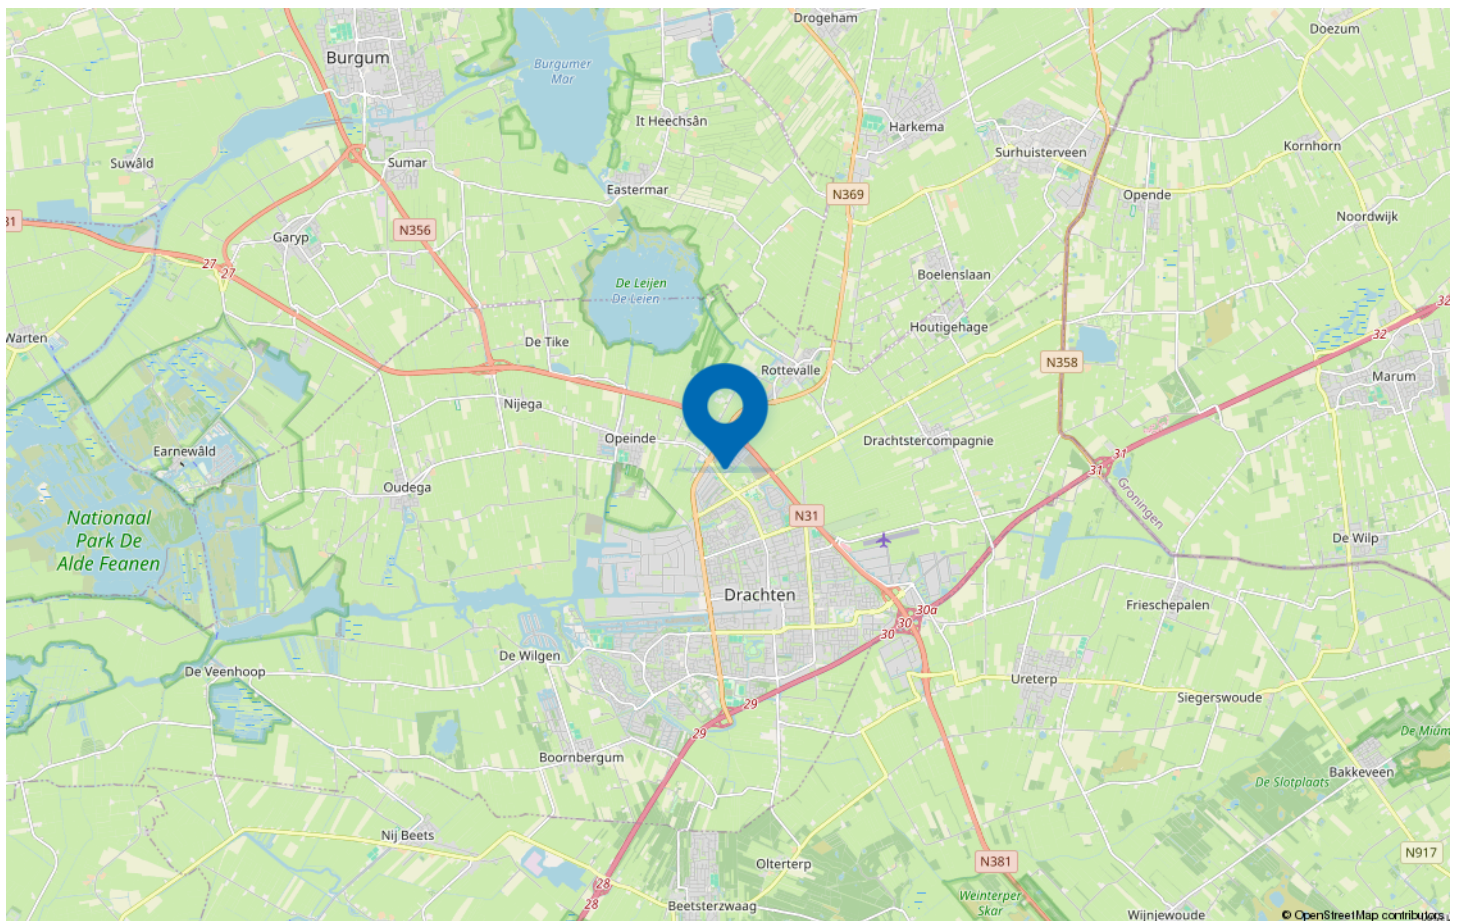 Drogeham
Doezum
Burgum
Burgumer
Mar
It Heechsân
Harkema
Kornhorn
Surhuisterveen
Suwâld
Sumar
Eastermar
N369
Opende
Noordwijk
31
N356
Garyp
27
27
Boelenslaan
De Leijen
De Leien
32
Houtigehage
32
Warten
De Tike
N358
Rottevalle
Marum
Nijega
Opeinde
Drachtstercompagnie
Earnewâld
31
31
Oudega
Groningen
Nationaal
Park De
Alde Feanen
N31
De Wilp
Drachten
Frieschepalen
30a
30
30
De Wilgen
De Veenhoop
Ureterp
Siegerswoude
29
29
De Mium
Boornbergum
Bakkeveen
De Slotplaats
Nij Beets
N917
Olterterp
N381
28
28
Weinterper
Skar
Beetsterzwaag
Wijnjewoude
© OpenStreetMap contributors